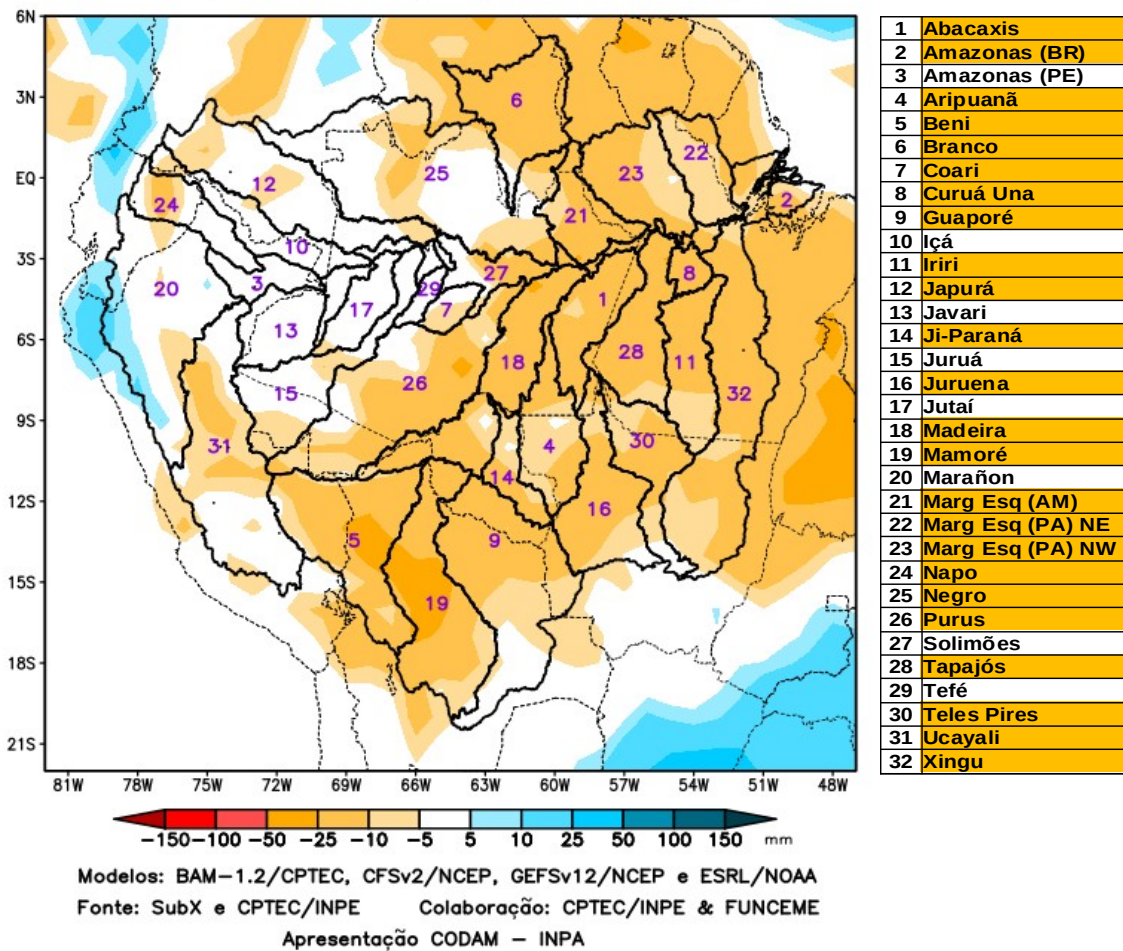 6N
3N
EQ
3S
6S
9S
12S
15S
18S
21S
81W 78W 75W 72W 69W 66W 63W 60W 57W 54W 51W 48W
6
22
25
12
23
24
2
21
10
27
8
3
20
29
1
7
17
13
28
18
11
26
15
32
31
4
30
14
16
5
9
19
−150 −100 −50 −25 −10 −5 5 10 25 50 100 150 mm
Modelos: BAM−1.2/CPTEC, CFSv2/NCEP, GEFSv12/NCEP e ESRL/NOAA
Fonte: SubX e CPTEC/INPE Colaboração: CPTEC/INPE & FUNCEME
Apresentação CODAM − INPA
1 Abacaxis
2 Amazonas (BR)
3 Amazonas (PE)
4 Aripuanã
5 Beni
6 Branco
7 Coari
8 Curuá Una
9 Guaporé
10 Içá
11 Iriri
12 Japurá
13 Javari
14 Ji-Paraná
15 Juruá
16 Juruena
17 Jutaí
18 Madeira
19 Mamoré
20 Marañon
21 Marg Esq (AM)
22 Marg Esq (PA) NE
23 Marg Esq (PA) NW
24 Napo
25 Negro
26 Purus
27 Solimões
28 Tapajós
29 Tefé
30 Teles Pires
31 Ucayali
32 Xingu